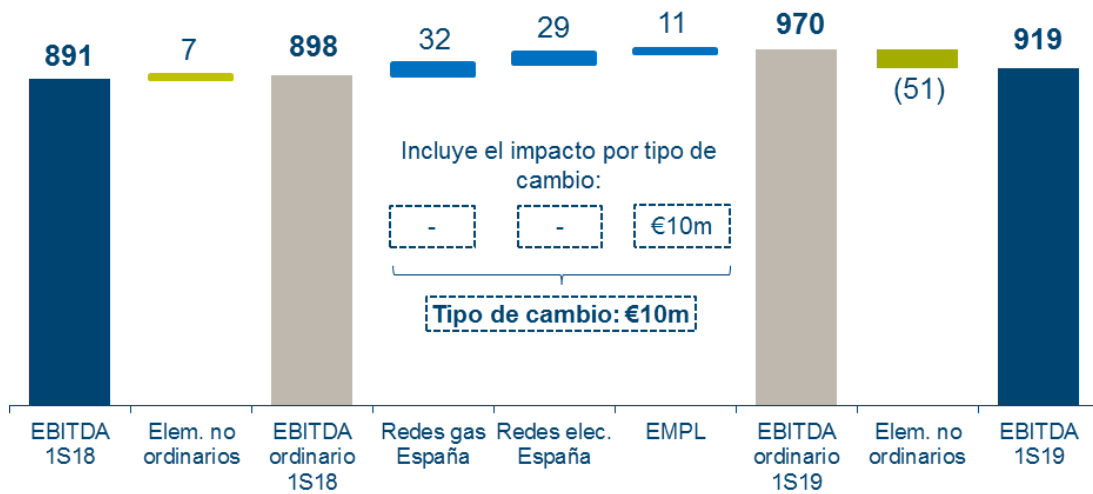 891
7
898
32
29
11
970
(51)
919
Incluye el impacto por tipo de
cambio:
-
-
€10m
Tipo de cambio: €10m
EBITDA
1S18
Elem. no
ordinarios
EBITDA
ordinario
1S18
Redes gas
España
Redes elec.
España
EMPL
EBITDA
ordinario
1S19
Elem. no
ordinarios
EBITDA
1S19